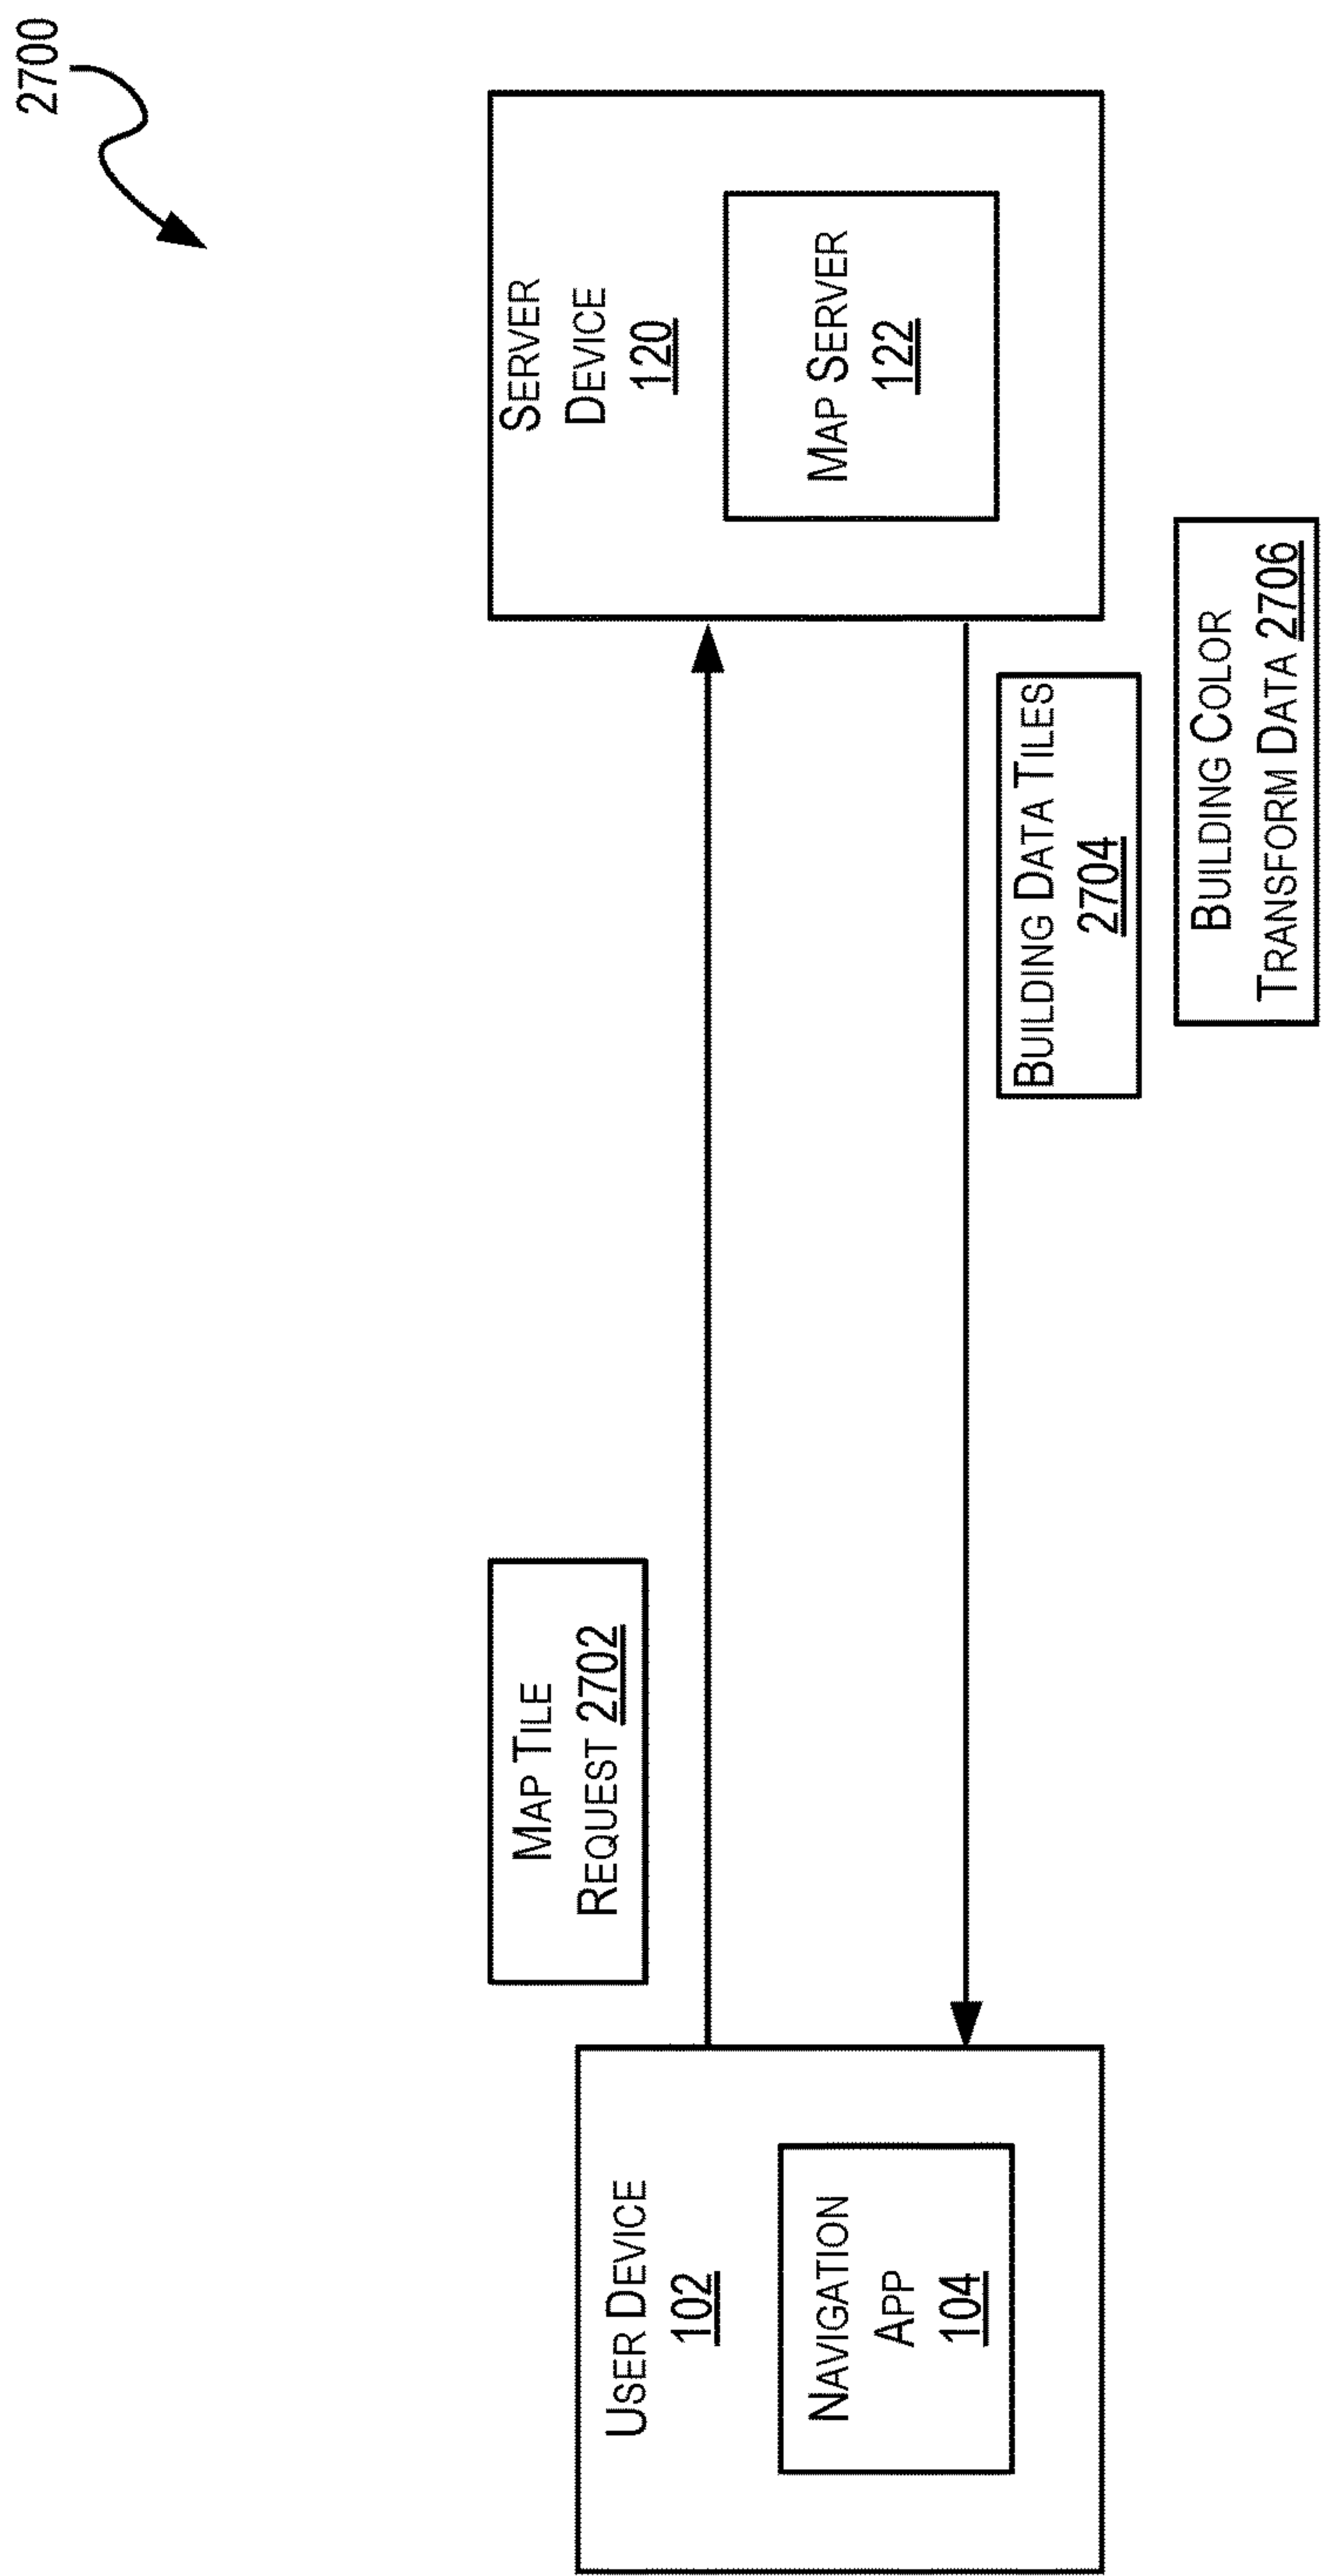 2700
MAP TILE
REQUEST 2702
USER DEVICE
102
NAVIGATION
APP
104
SERVER
DEVICE
120
MAP SERVER
122
BUILDING DATA TILES
2704
BUILDING COLOR
TRANSFORM DATA 2706